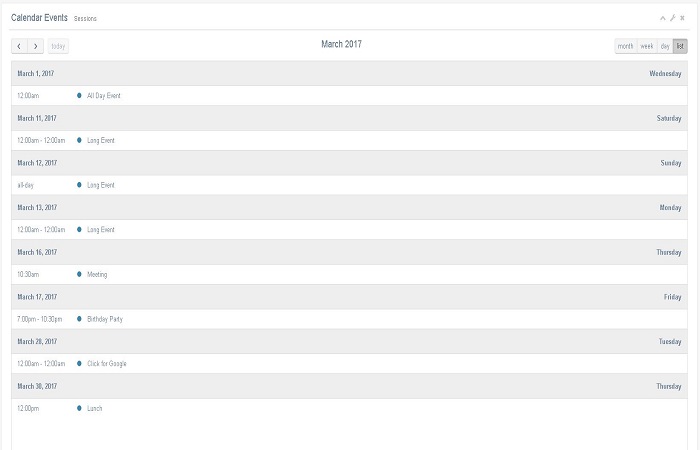 Calendar Events Sessions
today
March 2017
month week day list
March 1, 2017 Wednesday
12:00am All Day Event
March 11, 2017 Saturday
12:00am - 12:00am Long Event
March 12, 2017 Sunday
all-day Long Event
March 13, 2017 Monday
12:00am - 12:00am Long Event
March 16, 2017 Thursday
10:30am Meeting
March 17, 2017 Friday
7:00pm - 10:30pm Birthday Party
March 28, 2017 Tuesday
12:00am - 12:00am Click for Google
March 30, 2017 Thursday
12:00pm Lunch